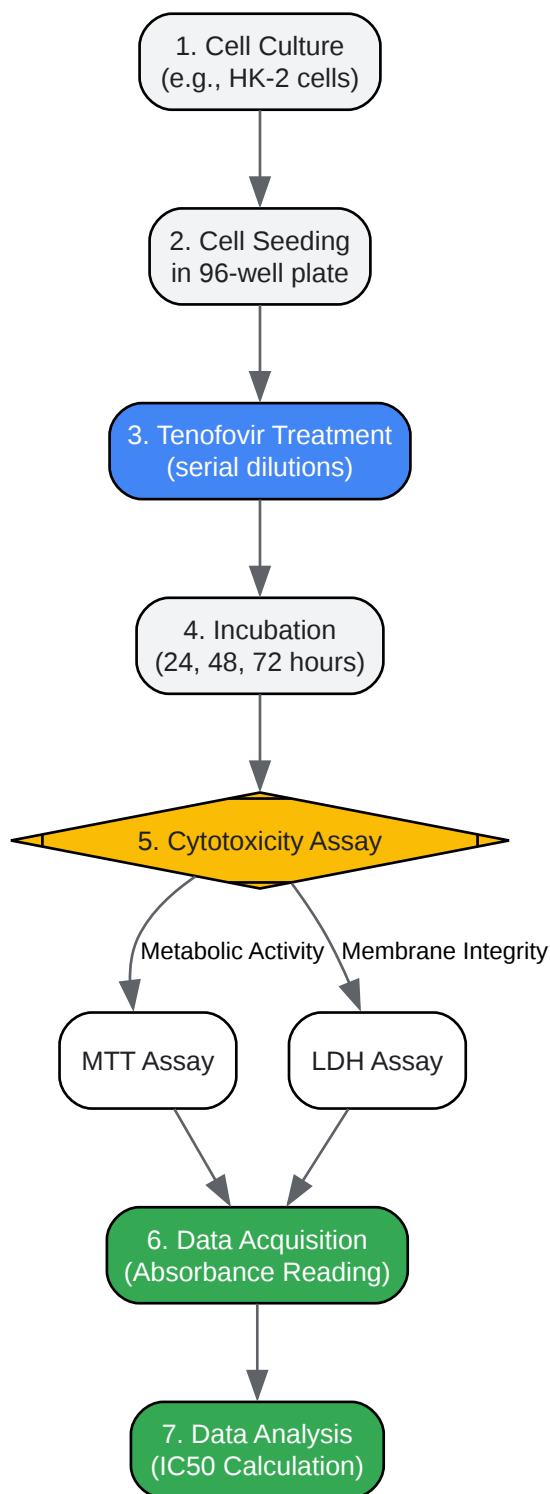 1. Cell Culture
(e.g., HK-2 cells)
2. Cell Seeding
in 96-well plate
3. Tenofovir Treatment
(serial dilutions)
4. Incubation
(24, 48, 72 hours)
5. Cytotoxicity Assay
Metabolic Activity
Membrane Integrity
MTT Assay
LDH Assay
6. Data Acquisition
(Absorbance Reading)
7. Data Analysis
(IC50 Calculation)